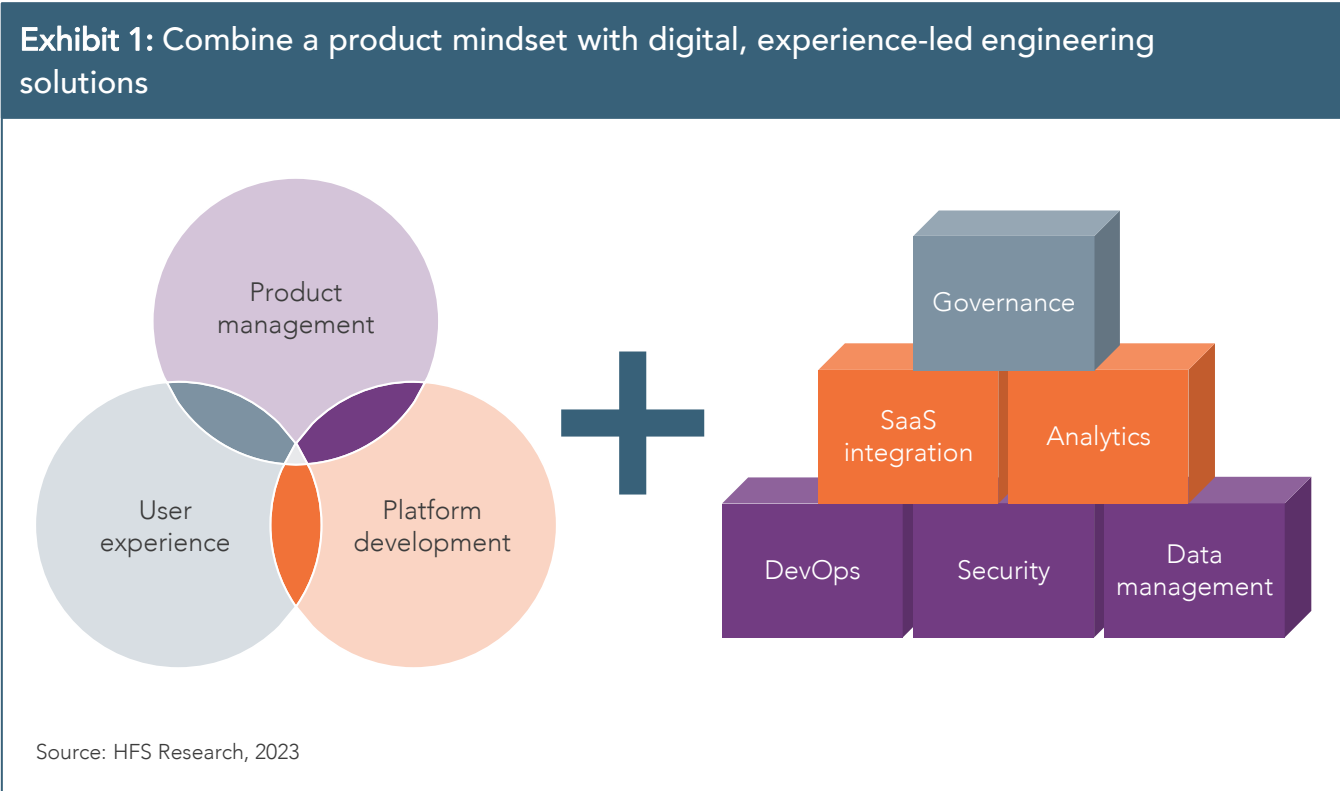 Exhibit 1: Combine a product mindset with digital, experience-led engineering
solutions
Product
management
User
experience
Platform
development
Governance
SaaS
integration
Analytics
DevOps
Security
Data
management
Source: HFS Research, 2023